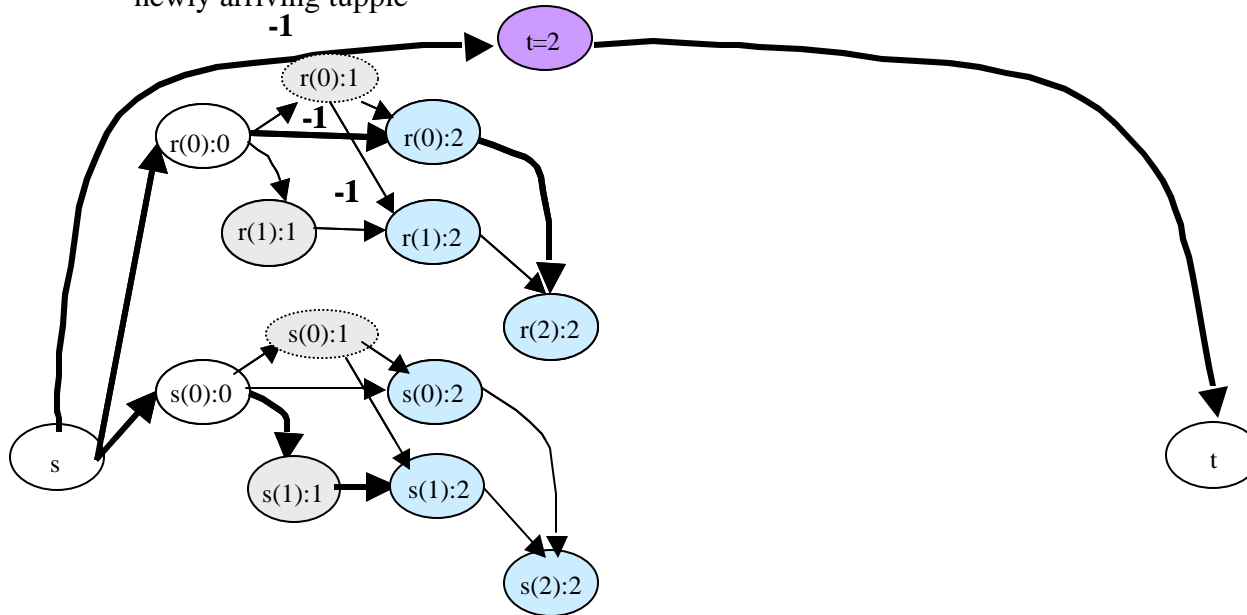 newly arriving tupple
-1
t=2
r(0):1
-1
r(0):0
r(0):2
-1
r(1):1
r(1):2
r(2):2
s(0):1
s(0):0
s(0):2
s
t
s(1):1
s(1):2
s(2):2